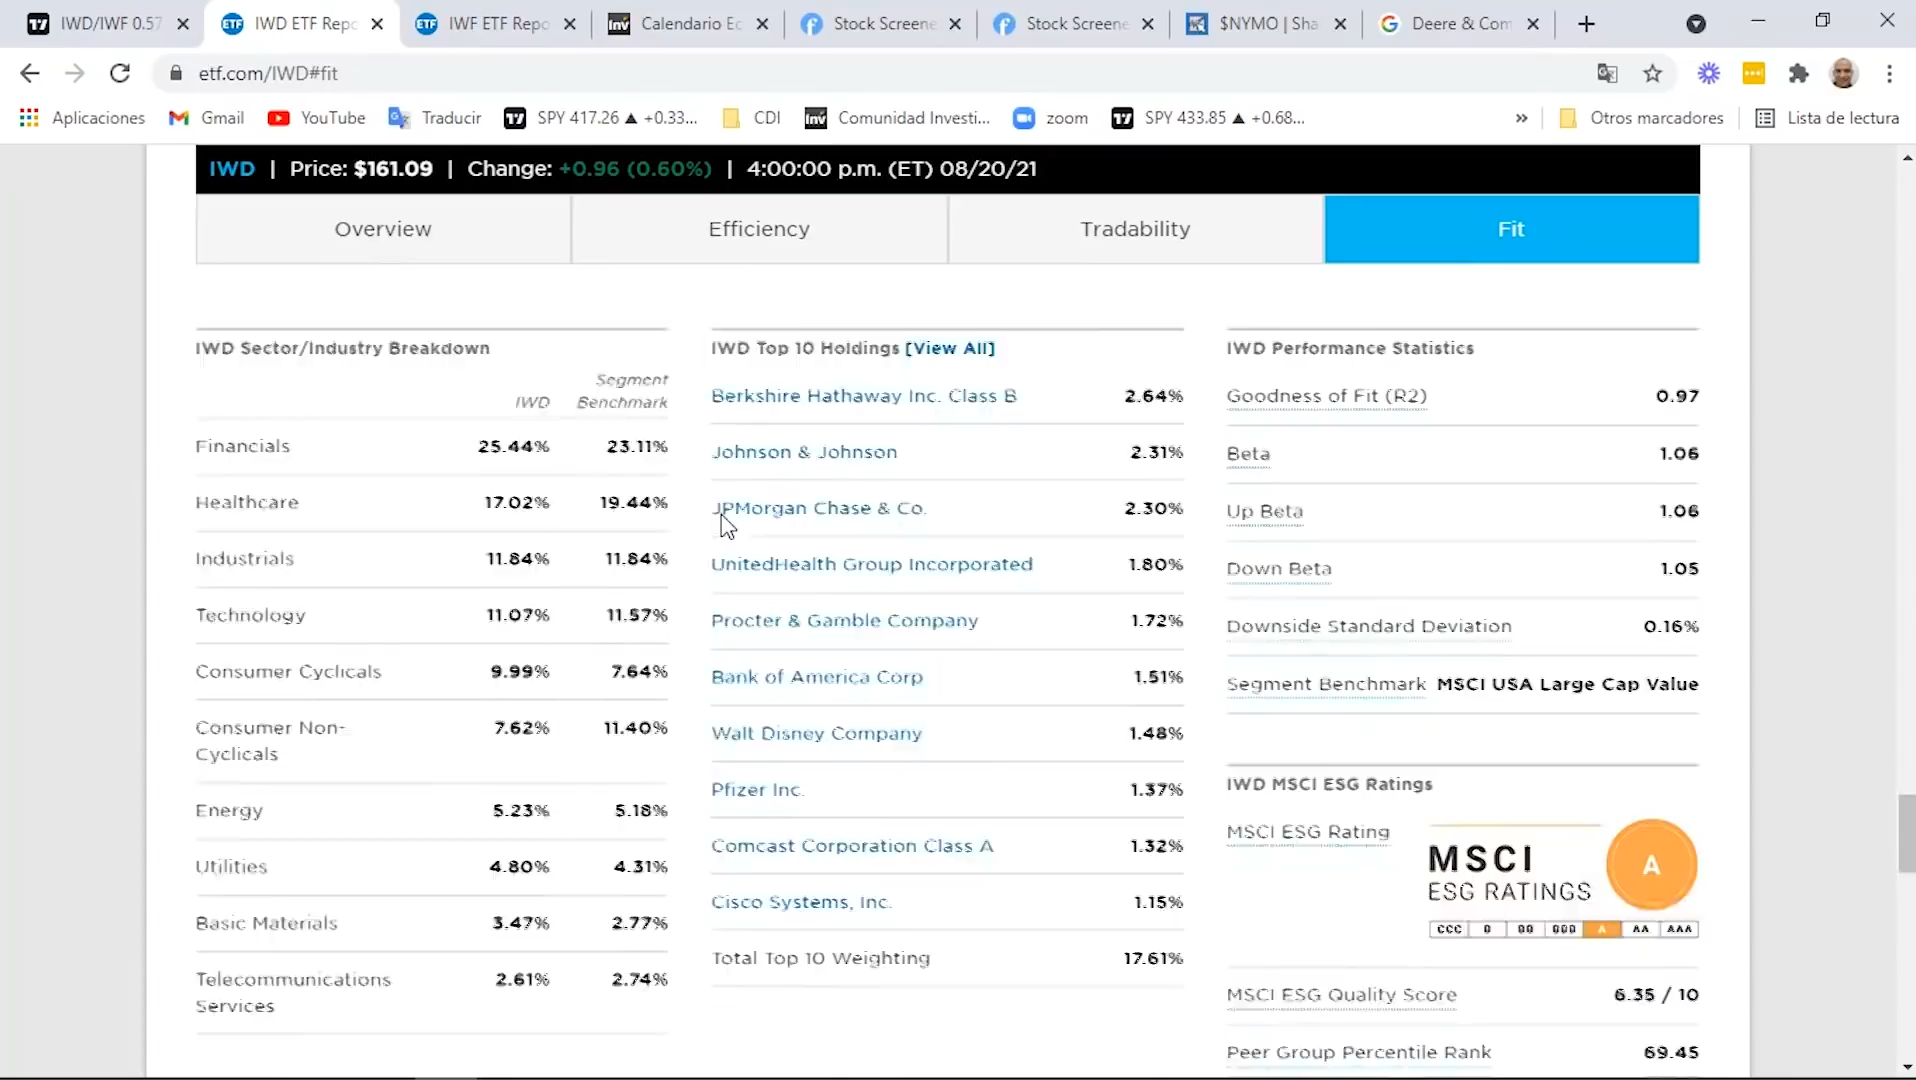 IWD/IWF 0.57
IWD ETF Repo
IWF ETF Repo
Calendario Ec
Stock Screene
Stock Screene
$NYMO | Sha
Deere & Com
etf.com/IWD#fit
Aplicaciones
Gmail
YouTube
Traducir
SPY 417.26 ▲ +0.33...
CDI
Comunidad Investi...
zoom
SPY 433.85 ▲ +0.68...
»
Otros marcadores
Lista de lectura
IWD | Price: $161.09 | Change: +0.96 (0.60%) | 4:00:00 p.m. (ET) 08/20/21
Overview
Efficiency
Tradability
Fit
IWD Sector/Industry Breakdown
IWD
Segment
Benchmark
Financials 25.44% 23.11%
Healthcare 17.02% 19.44%
Industrials 11.84% 11.84%
Technology 11.07% 11.57%
Consumer Cyclicals 9.99% 7.64%
Consumer Non- 7.62% 11.40%
Cyclicals
Energy 5.23% 5.18%
Utilities 4.80% 4.31%
Basic Materials 3.47% 2.77%
Telecommunications 2.61% 2.74%
Services
IWD Top 10 Holdings [View All]
Berkshire Hathaway Inc. Class B 2.64%
Johnson & Johnson 2.31%
JPMorgan Chase & Co. 2.30%
UnitedHealth Group Incorporated 1.80%
Procter & Gamble Company 1.72%
Bank of America Corp 1.51%
Walt Disney Company 1.48%
Pfizer Inc. 1.37%
Comcast Corporation Class A 1.32%
Cisco Systems, Inc. 1.15%
Total Top 10 Weighting 17.61%
IWD Performance Statistics
Goodness of Fit (R2) 0.97
Beta 1.06
Up Beta 1.06
Down Beta 1.05
Downside Standard Deviation 0.16%
Segment Benchmark MSCI USA Large Cap Value
IWD MSCI ESG Ratings
MSCI ESG Rating
MSCI
ESG RATINGS
A
CCC B BB BBB A AA AAA
MSCI ESG Quality Score 6.35 / 10
Peer Group Percentile Rank 69.45